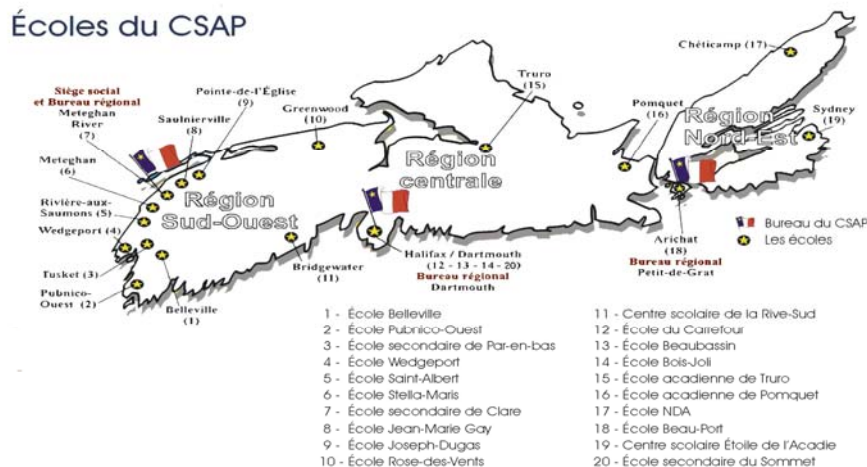 Écoles du CSAP
Chéticamp (17)
Truro
(15)
Siège social
et Bureau régional
Meteghan
River
(7)
Pointe-de-l'Église
(9)
Saulnierville
(8)
Greenwood
(10)
Pomquet
(16)
Région
Nord-Est
Sydney
(19)
Meteghan
(6)
Région
centrale
Rivière-aux-
Saumons (5)
Région
Sud-Ouest
Wedgeport (4)
Tusket (3)
Pubnico-
Ouest (2)
Belleville
(1)
Bridgewater
(11)
Halifax / Dartmouth
(12 - 13 - 14 - 20)
Bureau régional
Dartmouth
Arichat
(18)
Bureau régional
Petit-de-Grat
Bureau du CSAP
Les écoles
1 - École Belleville
2 - École Pubnico-Ouest
3 - École secondaire de Par-en-bas
4 - École Wedgeport
5 - École Saint-Albert
6 - École Stella-Maris
7 - École secondaire de Clare
8 - École Jean-Marie Gay
9 - École Joseph-Dugas
10 - École Rose-des-Vents
11 - Centre scolaire de la Rive-Sud
12 - École du Carrefour
13 - École Beaubassin
14 - École Bois-Joli
15 - École acadienne de Truro
16 - École acadienne de Pomquet
17 - École NDA
18 - École Beau-Port
19 - Centre scolaire Étoile de l'Acadie
20 - École secondaire du Sommet